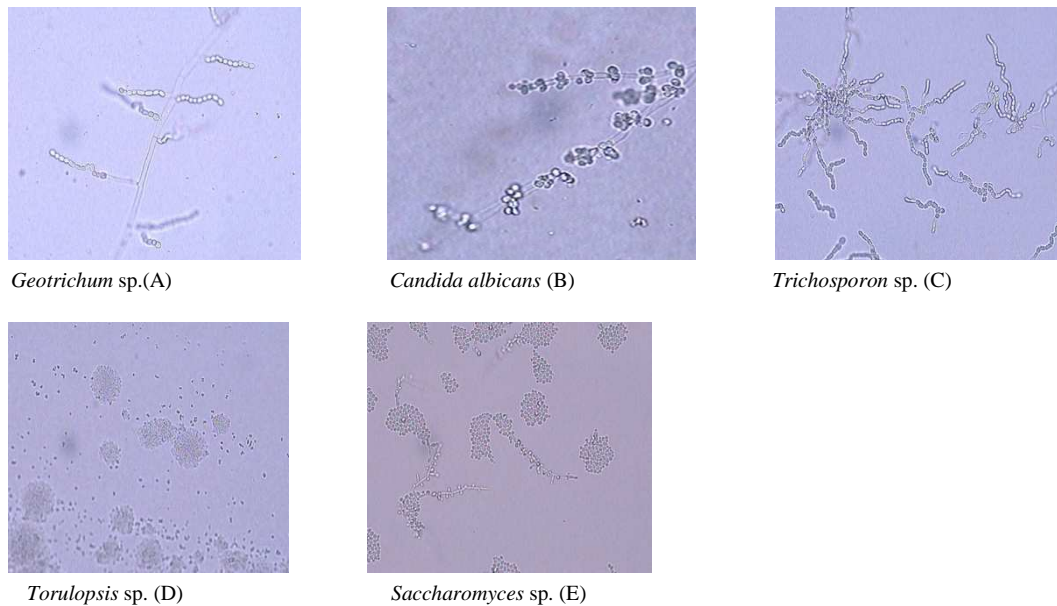 Geotrichum sp.(A)
Candida albicans (B)
Trichosporon sp. (C)
Torulopsis sp. (D)
Saccharomyces sp. (E)